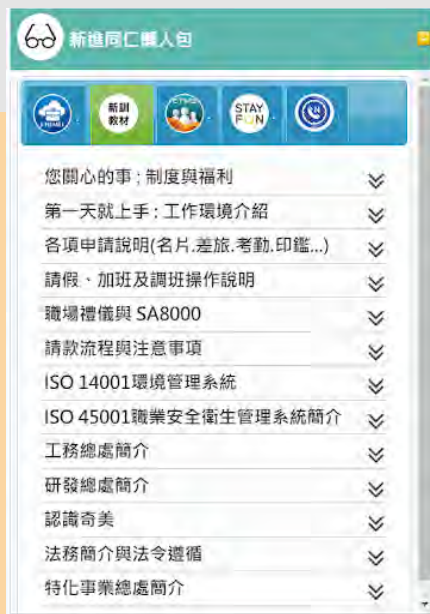 新進同仁懶人包
新訓
教材
STAY
FUN
您關心的事 ; 制度與福利
第一天就上手 : 工作環境介紹
各項申請說明(名片.差旅.考勤.印鑑...)
請假、加班及調班操作說明
職場禮儀與 SA8000
請款流程與注意事項
ISO 14001環境管理系統
ISO 45001職業安全衛生管理系統簡介
工務總處簡介
研發總處簡介
認識奇美
法務簡介與法令遵循
特化事業總處簡介